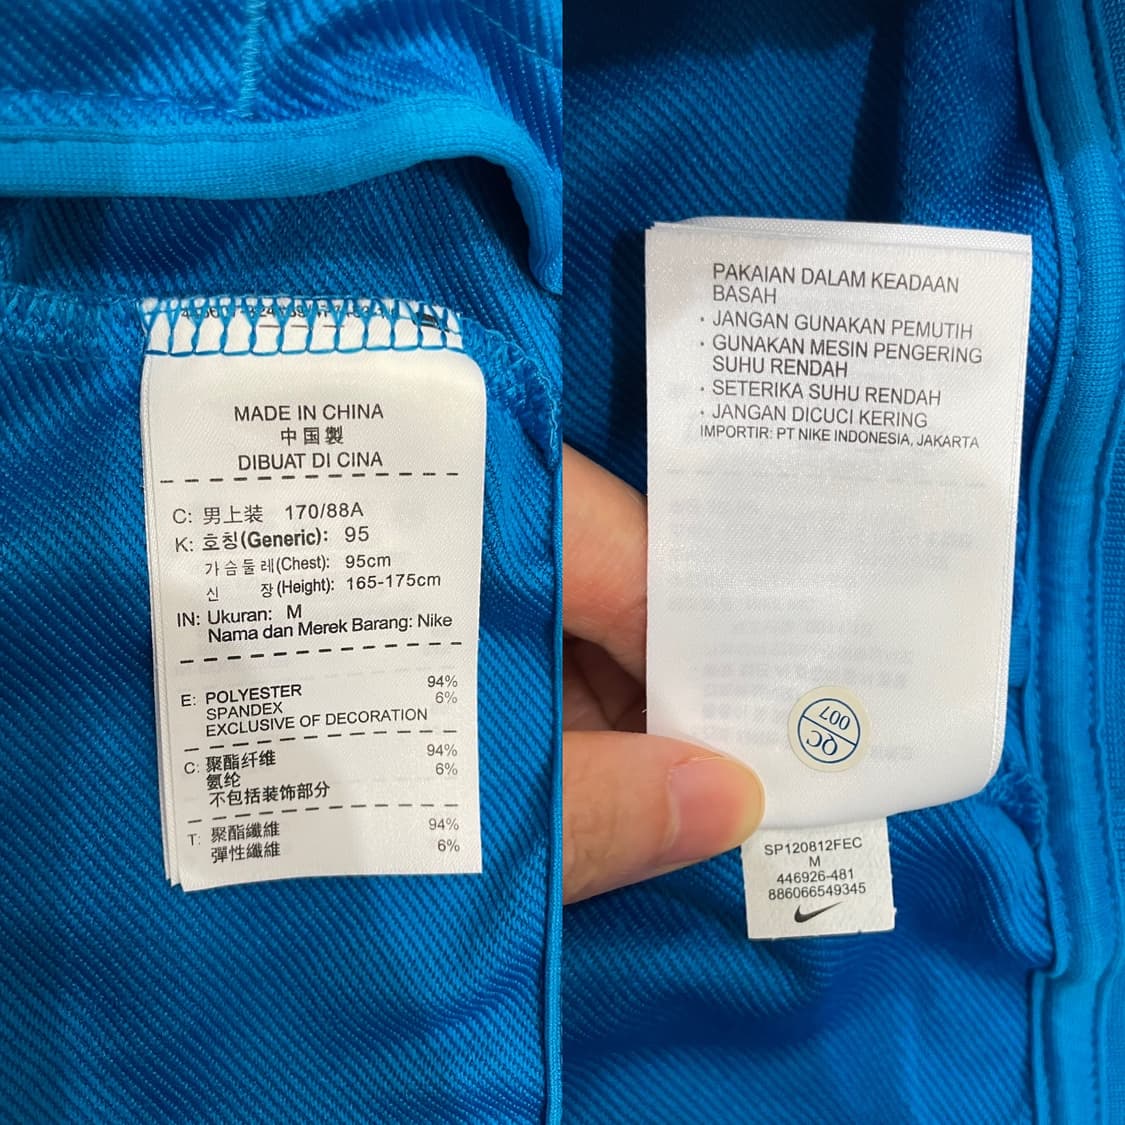 MADE IN CHINA
中国製
DIBUAT DI CINA
C: 男上装 170/88A
K: 호칭(Generic): 95
가슴둘레(Chest): 95cm
신 장(Height): 165-175cm
IN: Ukuran: M
Nama dan Merek Barang: Nike
E: POLYESTER 94%
SPANDEX 6%
EXCLUSIVE OF DECORATION
C: 聚酯纤维 94%
氨纶 6%
不包括装饰部分
T: 聚酯纖維 94%
彈性纖維 6%
PAKAIAN DALAM KEADAAN
BASAH
· JANGAN GUNAKAN PEMUTIH
· GUNAKAN MESIN PENGERING
SUHU RENDAH
· SETERIKA SUHU RENDAH
· JANGAN DICUCI KERING
IMPORTIR: PT NIKE INDONESIA, JAKARTA
QC
007
SP120812FEC
M
446926-481
886066549345